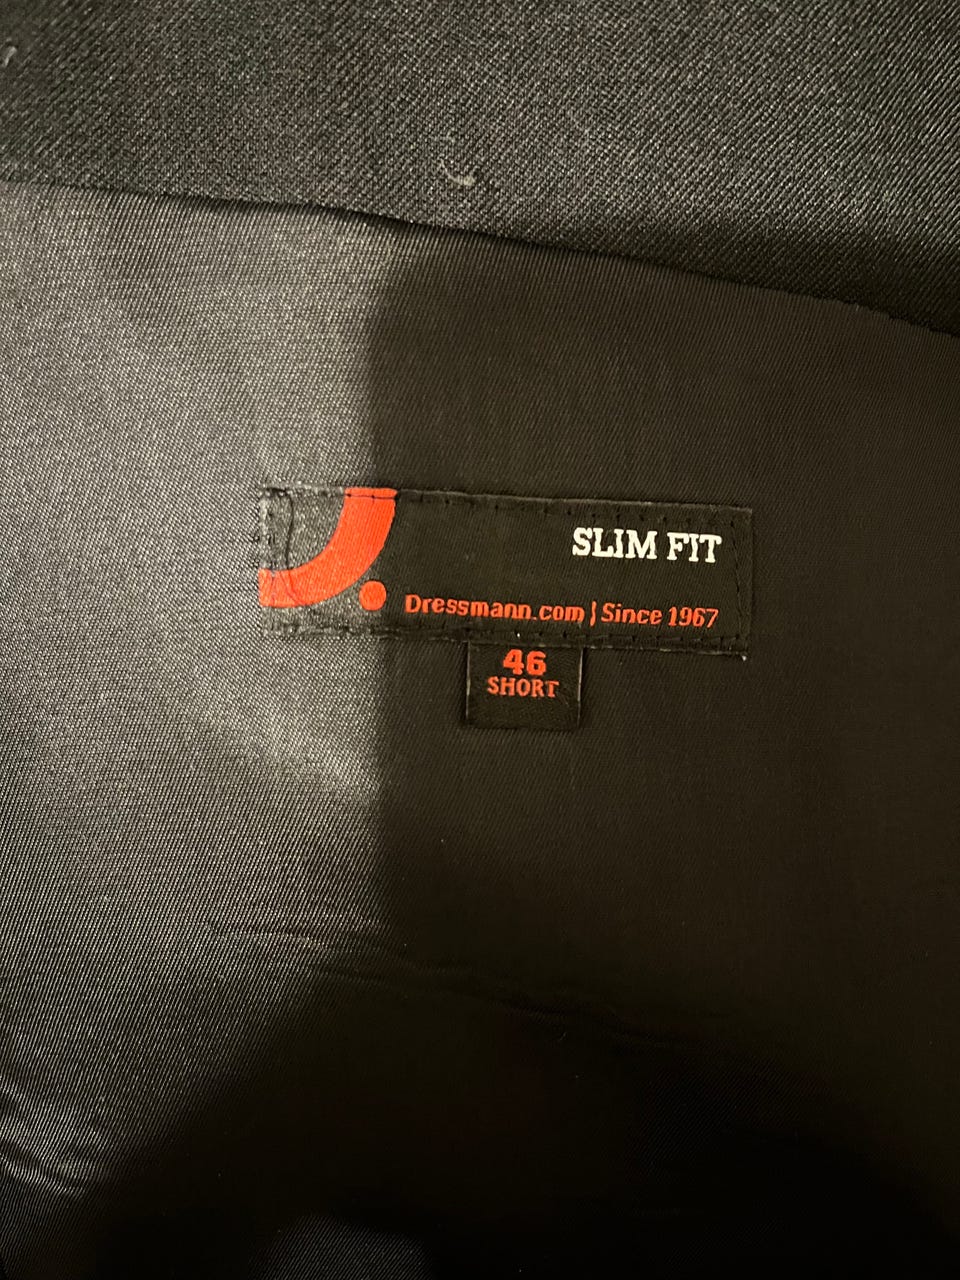 SLIM FIT
Dressmann.com | Since 1967
46
SHORT